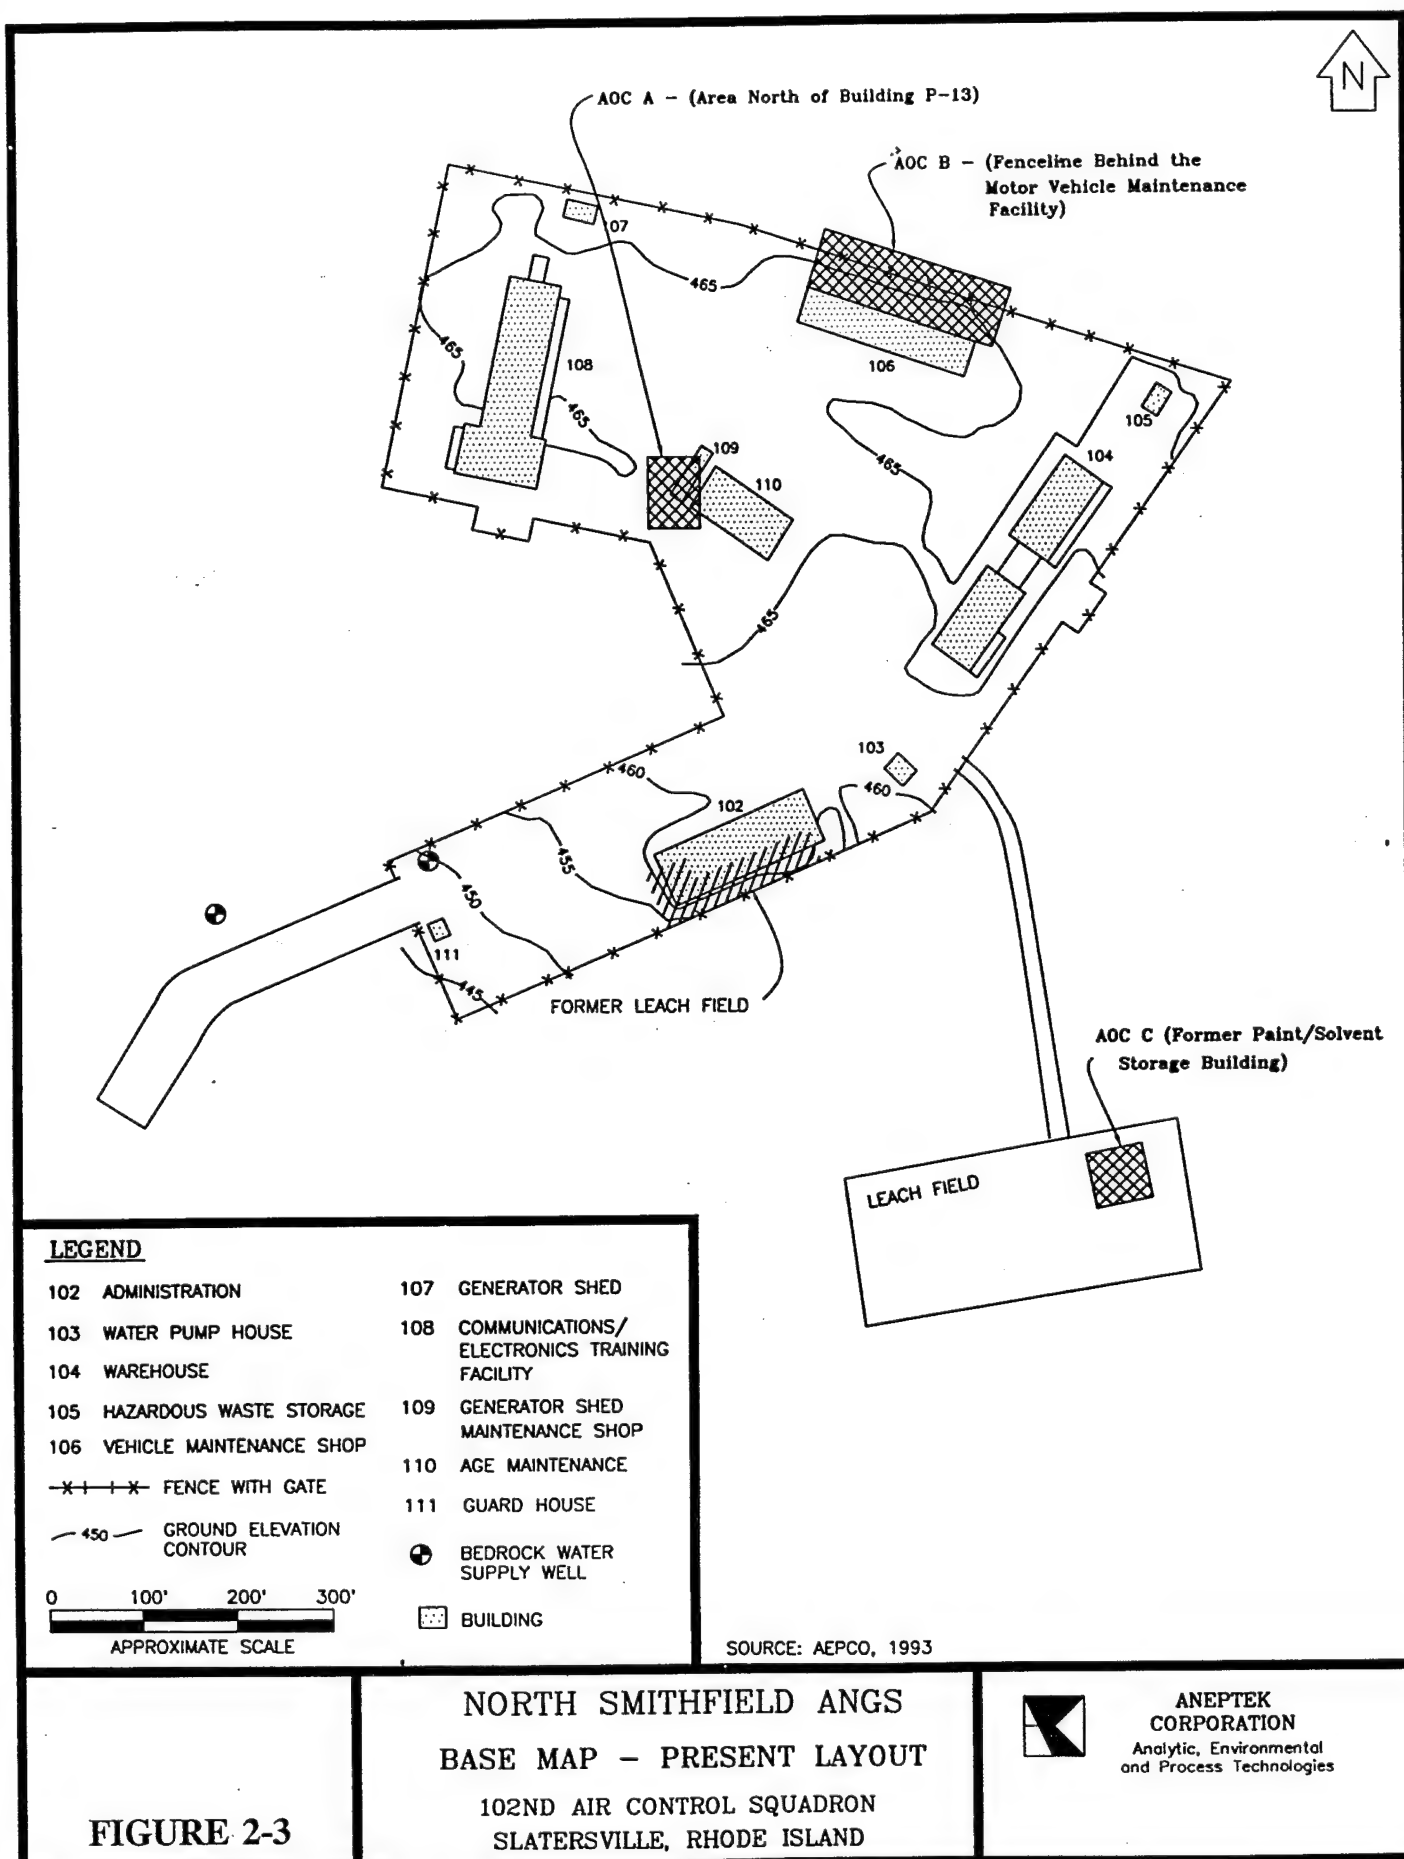 N
AOC A - (Area North of Building P-13)
AOC B - (Fenceline Behind the
Motor Vehicle Maintenance
Facility)
107
465
465
108
106
465
105
109
104
465
110
465
103
460
460
102
455
450
111
445
FORMER LEACH FIELD
AOC C (Former Paint/Solvent
Storage Building)
LEACH FIELD
LEGEND
102 ADMINISTRATION
103 WATER PUMP HOUSE
104 WAREHOUSE
105 HAZARDOUS WASTE STORAGE
106 VEHICLE MAINTENANCE SHOP
FENCE WITH GATE
450
GROUND ELEVATION
CONTOUR
0 100' 200' 300'
APPROXIMATE SCALE
107 GENERATOR SHED
108 COMMUNICATIONS/
ELECTRONICS TRAINING
FACILITY
109 GENERATOR SHED
MAINTENANCE SHOP
110 AGE MAINTENANCE
111 GUARD HOUSE
BEDROCK WATER
SUPPLY WELL
BUILDING
SOURCE: AEPCO, 1993
FIGURE 2-3
NORTH SMITHFIELD ANGS
BASE MAP - PRESENT LAYOUT
102ND AIR CONTROL SQUADRON
SLATERSVILLE, RHODE ISLAND
ANEPTEK
CORPORATION
Analytic, Environmental
and Process Technologies